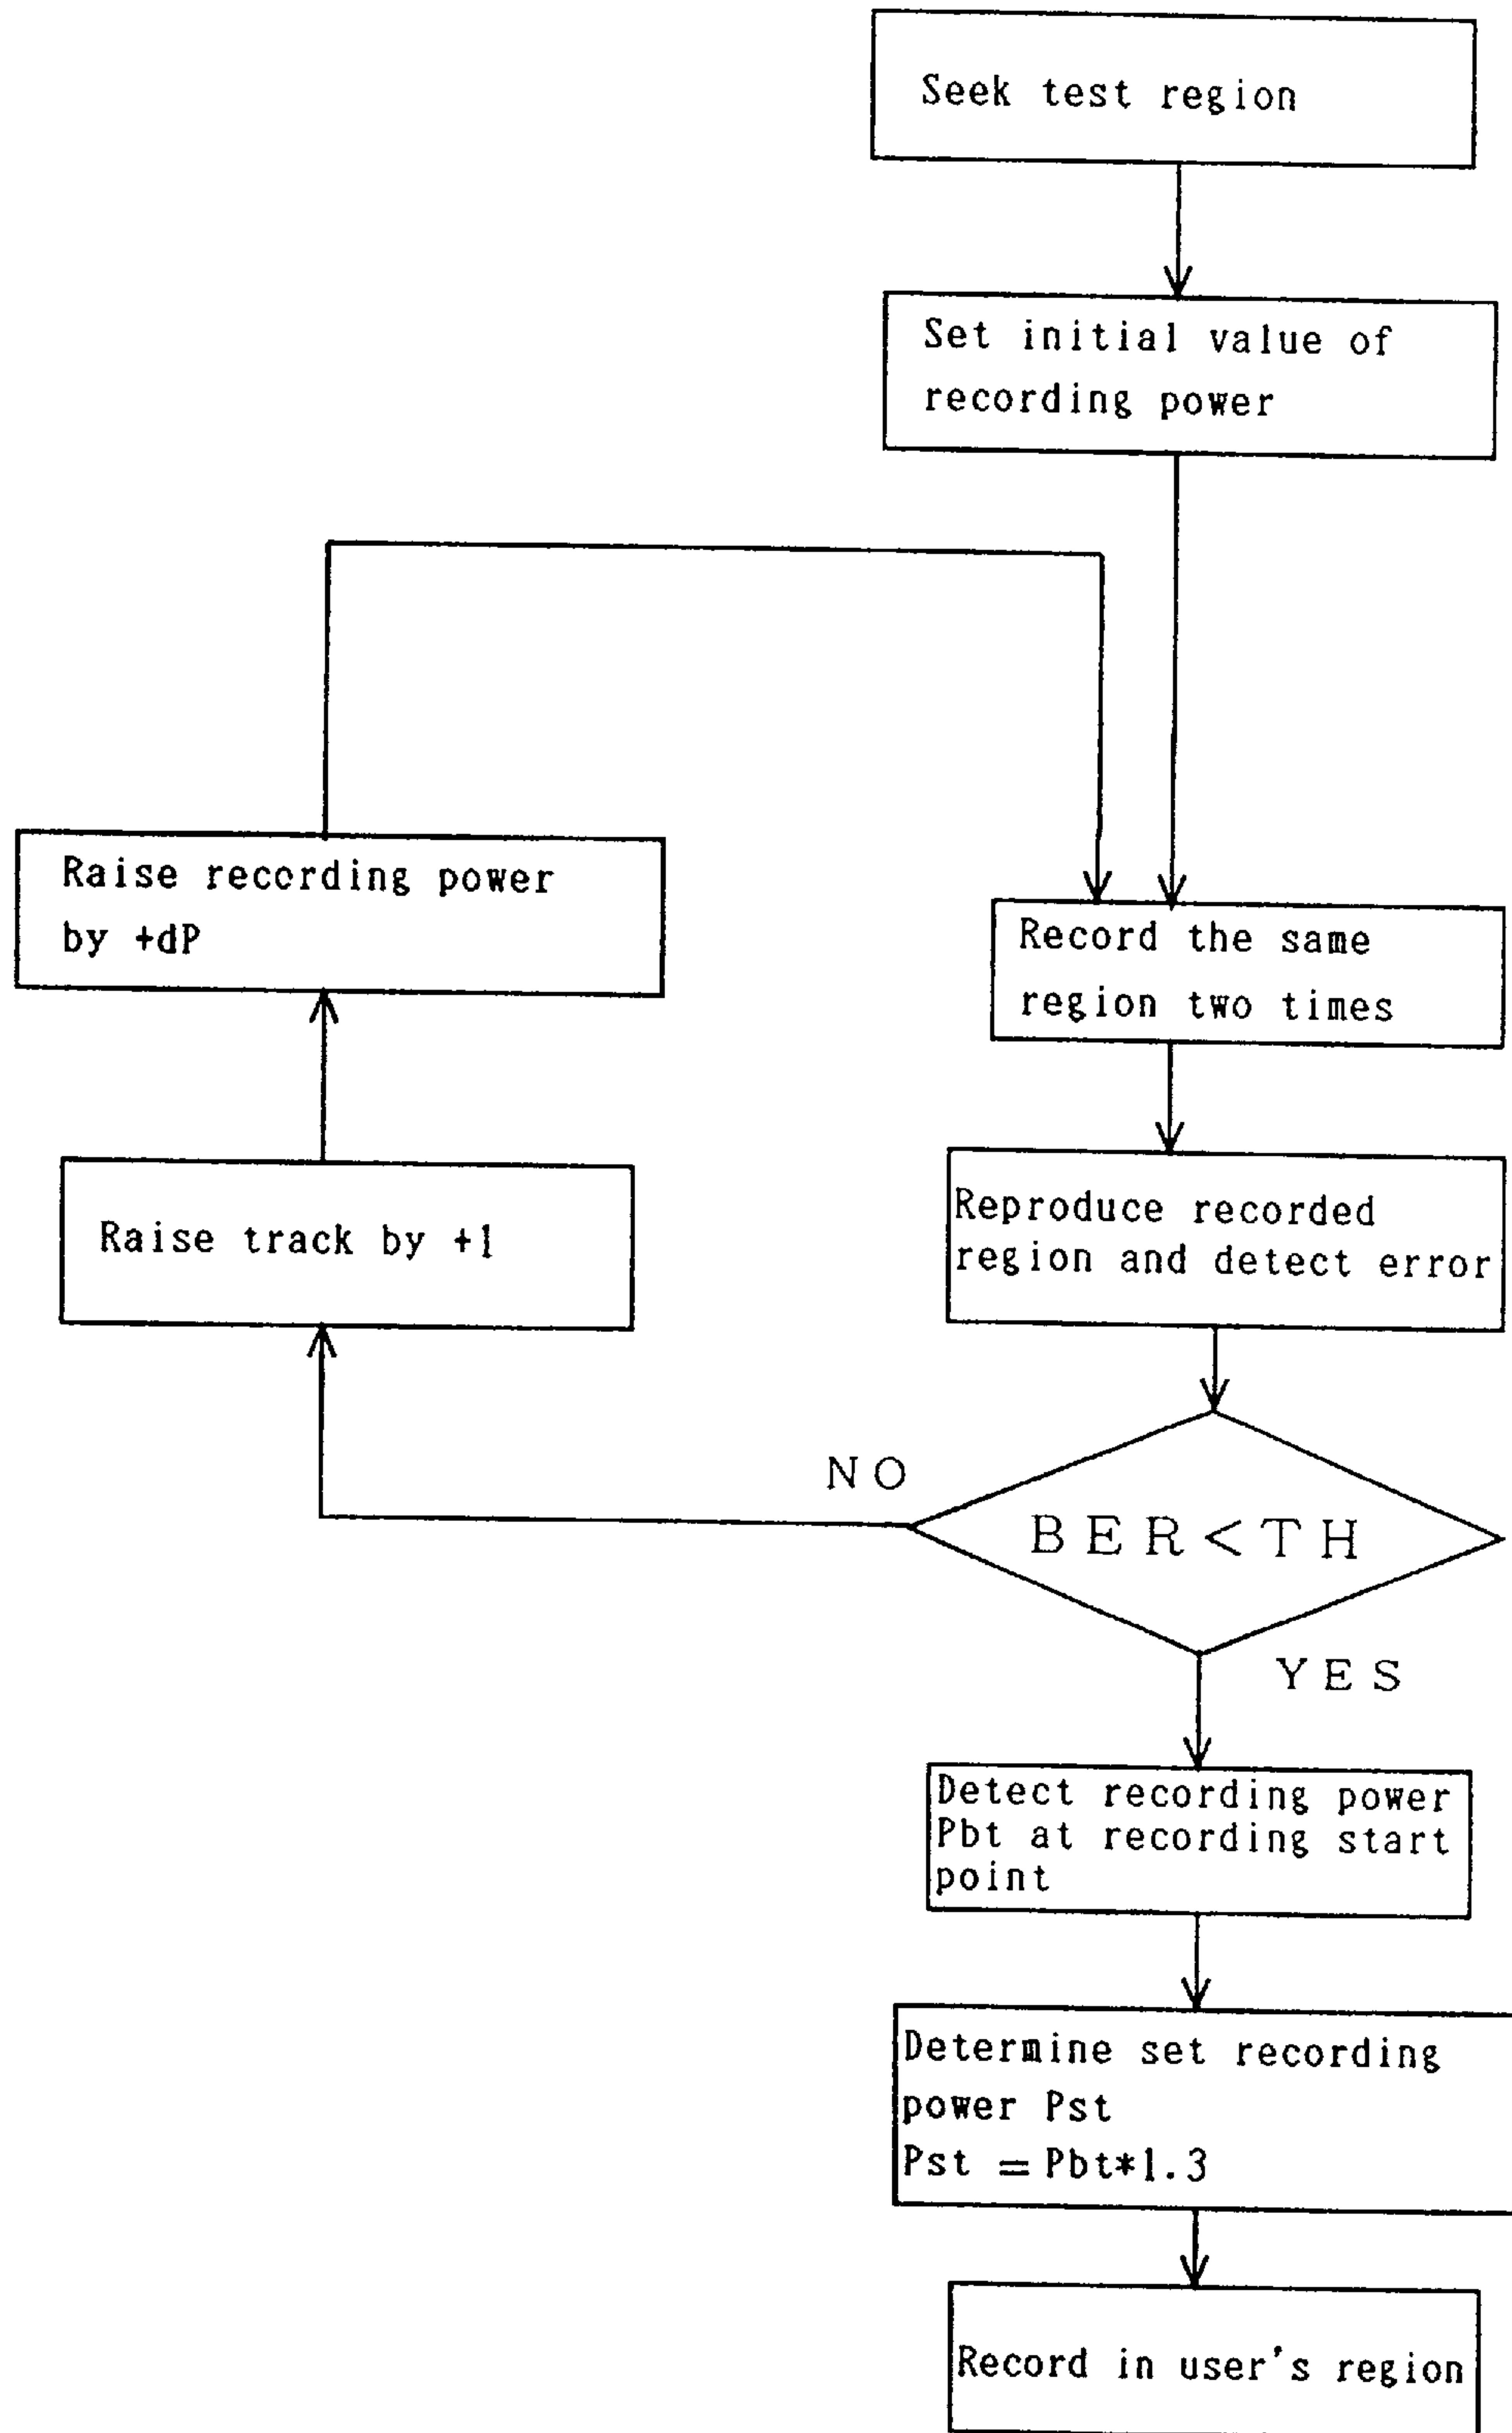 Seek test region
Set initial value of
recording power
Raise recording power
by +dP
Record the same
region two times
Raise track by +1
Reproduce recorded
region and detect error
NO
BER<TH
YES
Detect recording power
Pbt at recording start
point
Determine set recording
power Pst
Pst = Pbt*1.3
Record in user's region